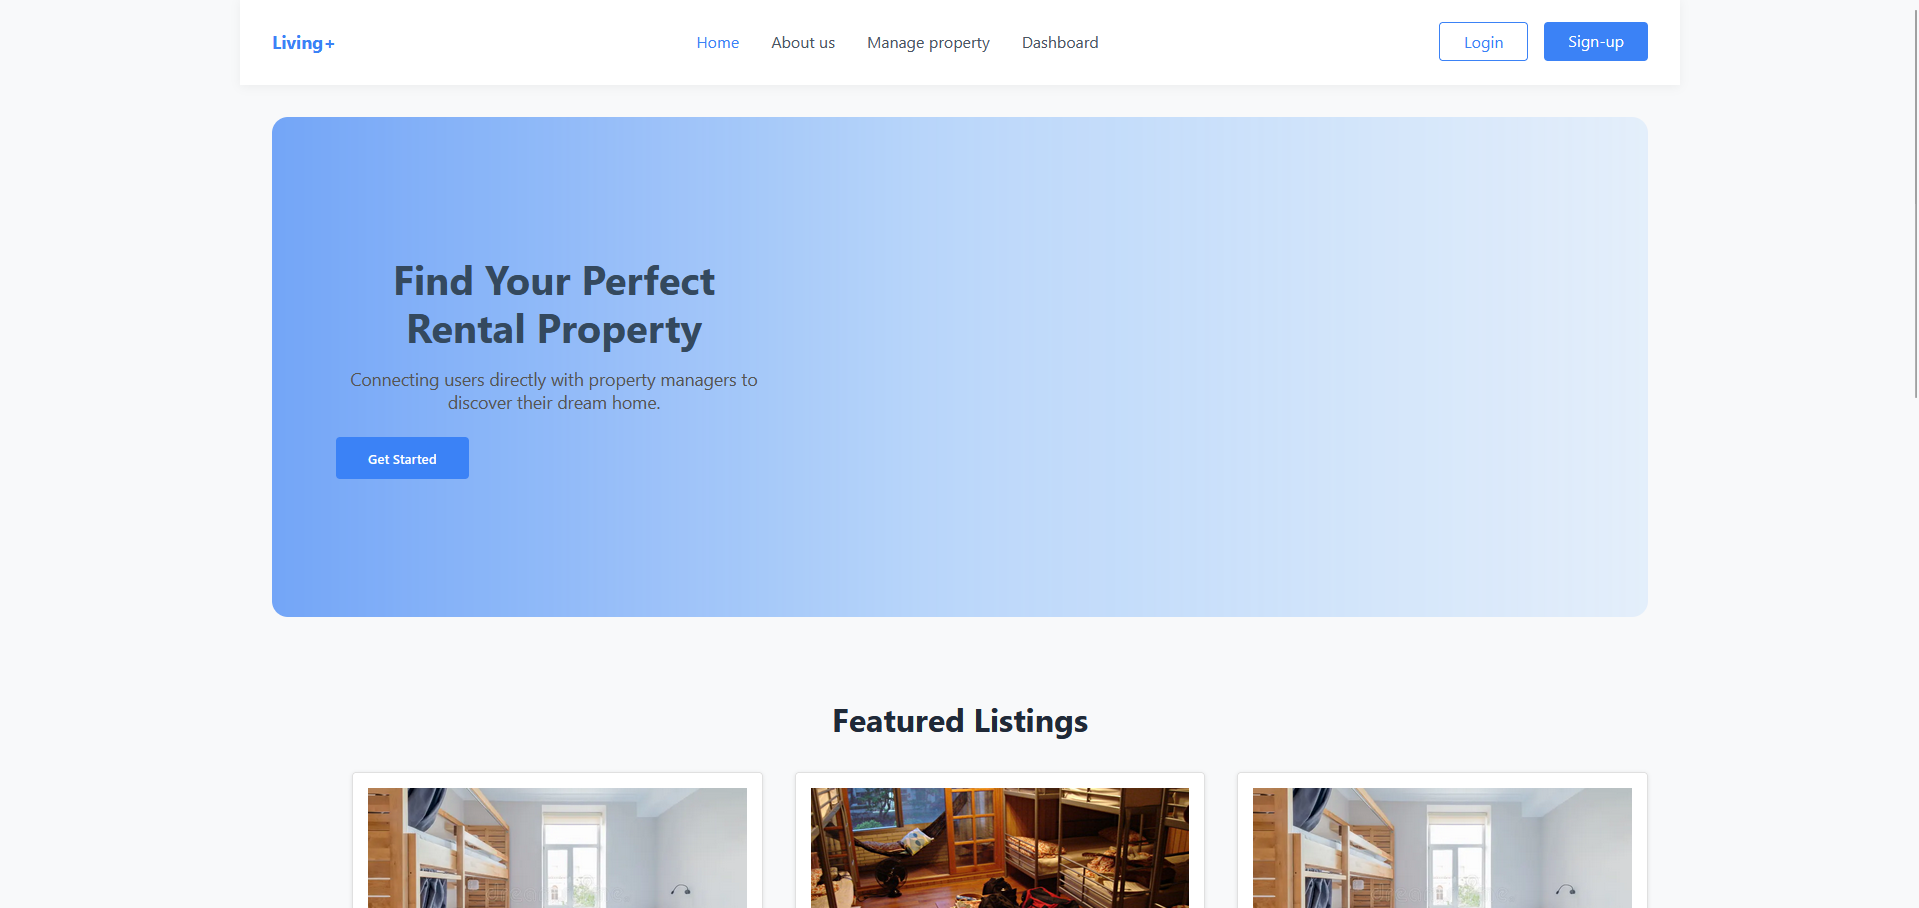 Living+
Home
About us
Manage property
Dashboard
Login
Sign-up
Find Your Perfect
Rental Property
Connecting users directly with property managers to
discover their dream home.
Get Started
Featured Listings